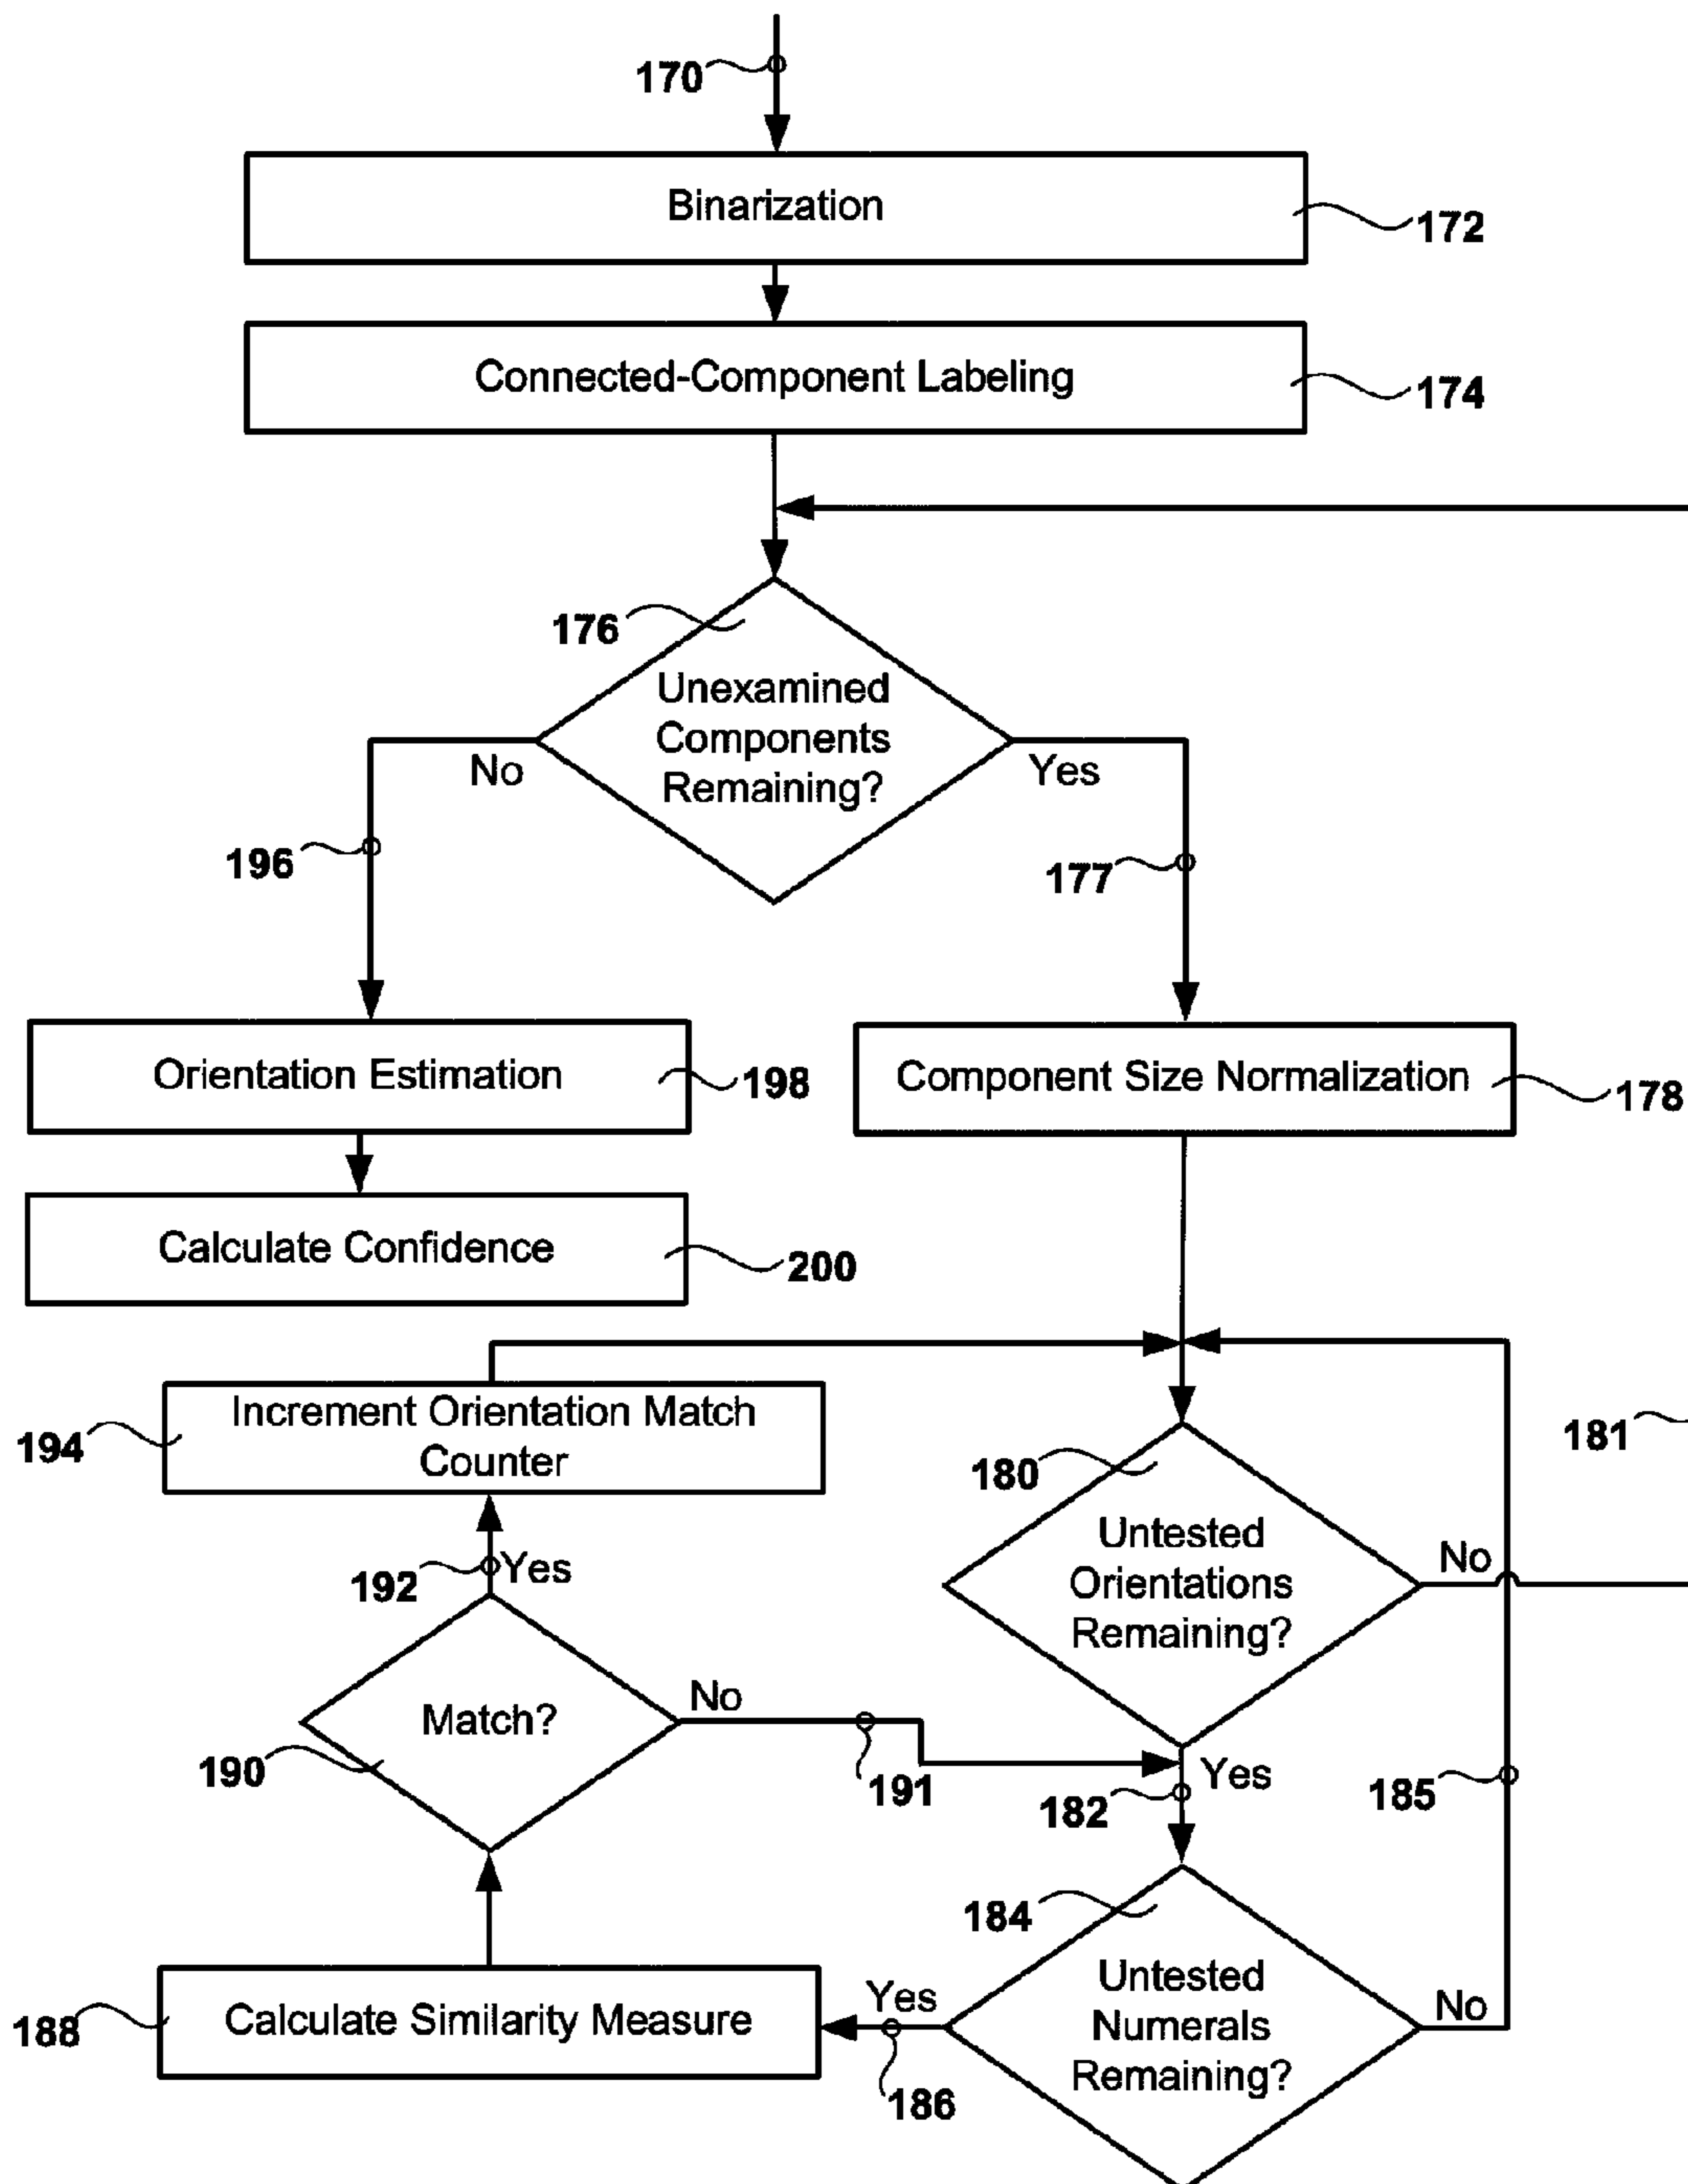 170
Binarization
172
Connected-Component Labeling
174
176
Unexamined
Components
Remaining?
No
Yes
196
177
Orientation Estimation
198
Component Size Normalization
178
Calculate Confidence
200
Increment Orientation Match
Counter
194
181
180
Untested
Orientations
Remaining?
No
192
Yes
Match?
No
190
191
Yes
182
185
184
Untested
Numerals
Remaining?
No
Yes
186
Calculate Similarity Measure
188